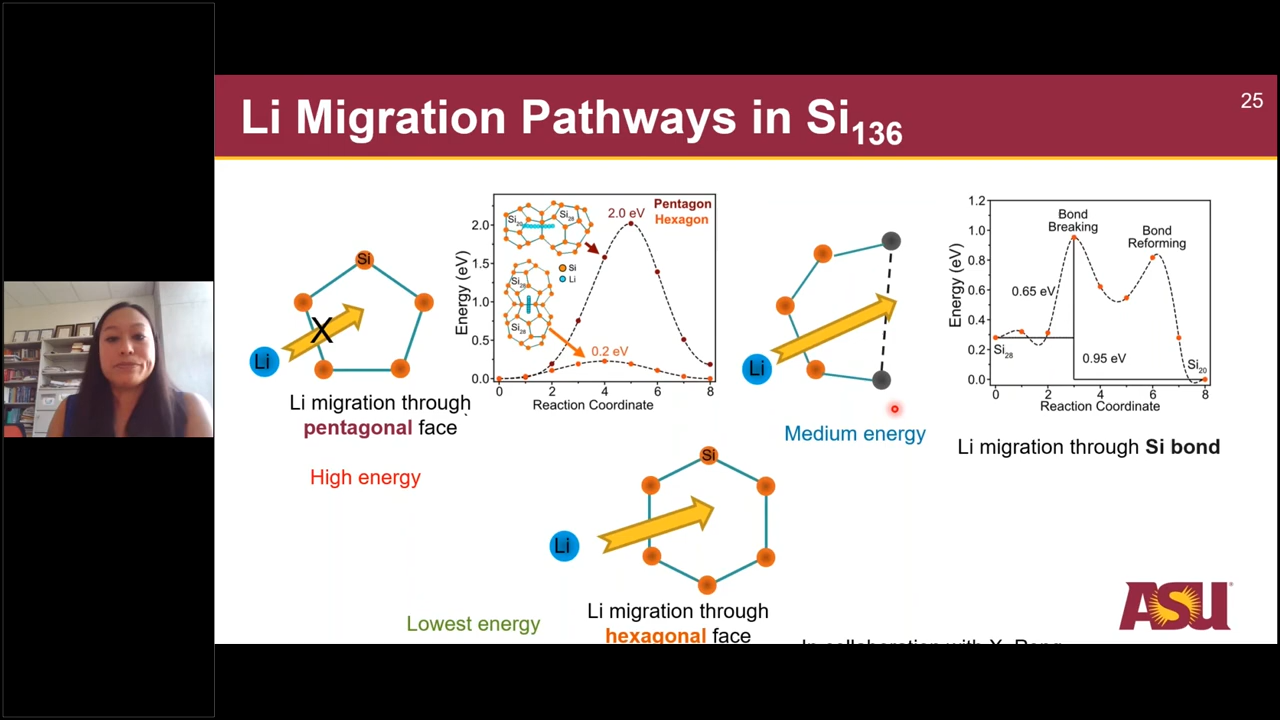 Li Migration Pathways in Si136
25
Si
Li
X
Li migration through
pentagonal face
High energy
Energy (eV)
2.0
1.5
1.0
0.5
0.0
0 2 4 6 8
Reaction Coordinate
Pentagon
Hexagon
2.0 eV
0.2 eV
Si20
Si28
Si28
Si28
Si
Li
Li
Medium energy
Energy (eV)
1.2
1.0
0.8
0.6
0.4
0.2
0.0
0 2 4 6 8
Reaction Coordinate
Bond
Breaking
Bond
Reforming
0.65 eV
0.95 eV
Si28
Si20
Li migration through Si bond
Si
Li
Lowest energy
Li migration through
hexagonal face
In collaboration with X. Peng
ASU